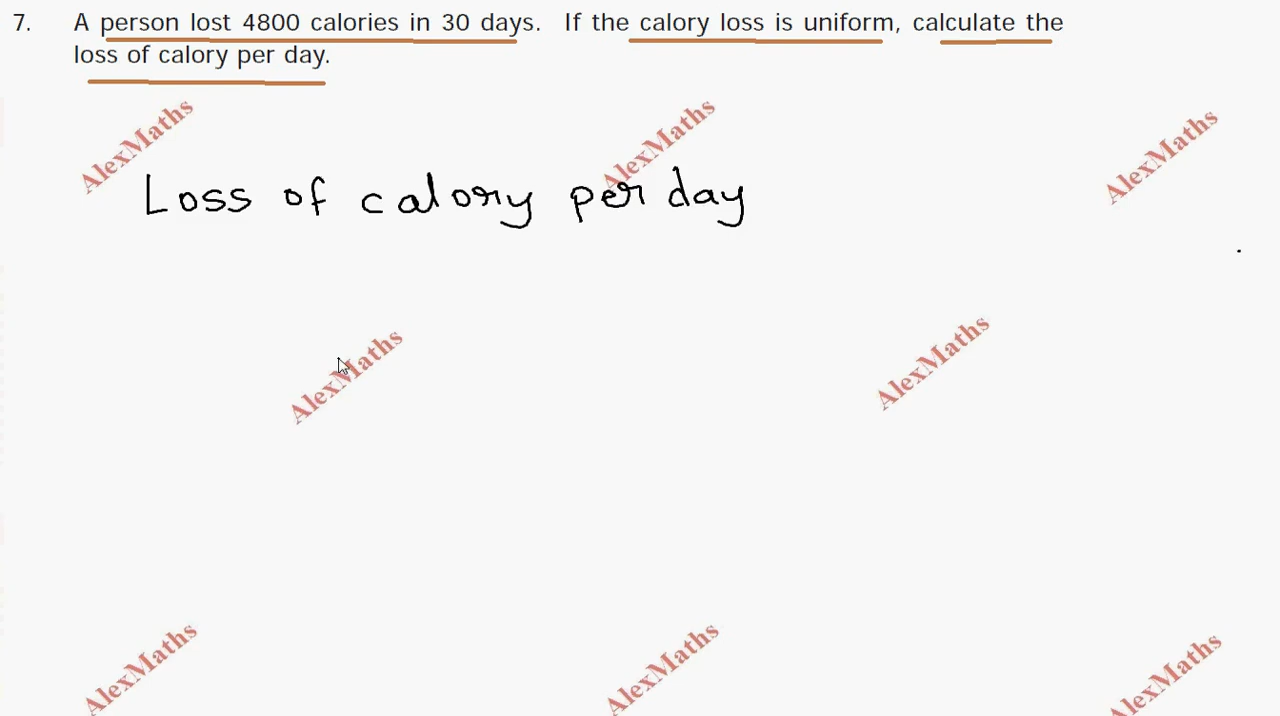 7. A person lost 4800 calories in 30 days. If the calory loss is uniform, calculate the
loss of calory per day.
AlexMaths
AlexMaths
AlexMaths
Loss of calory per day
AlexMaths
AlexMaths
AlexMaths
AlexMaths
AlexMaths